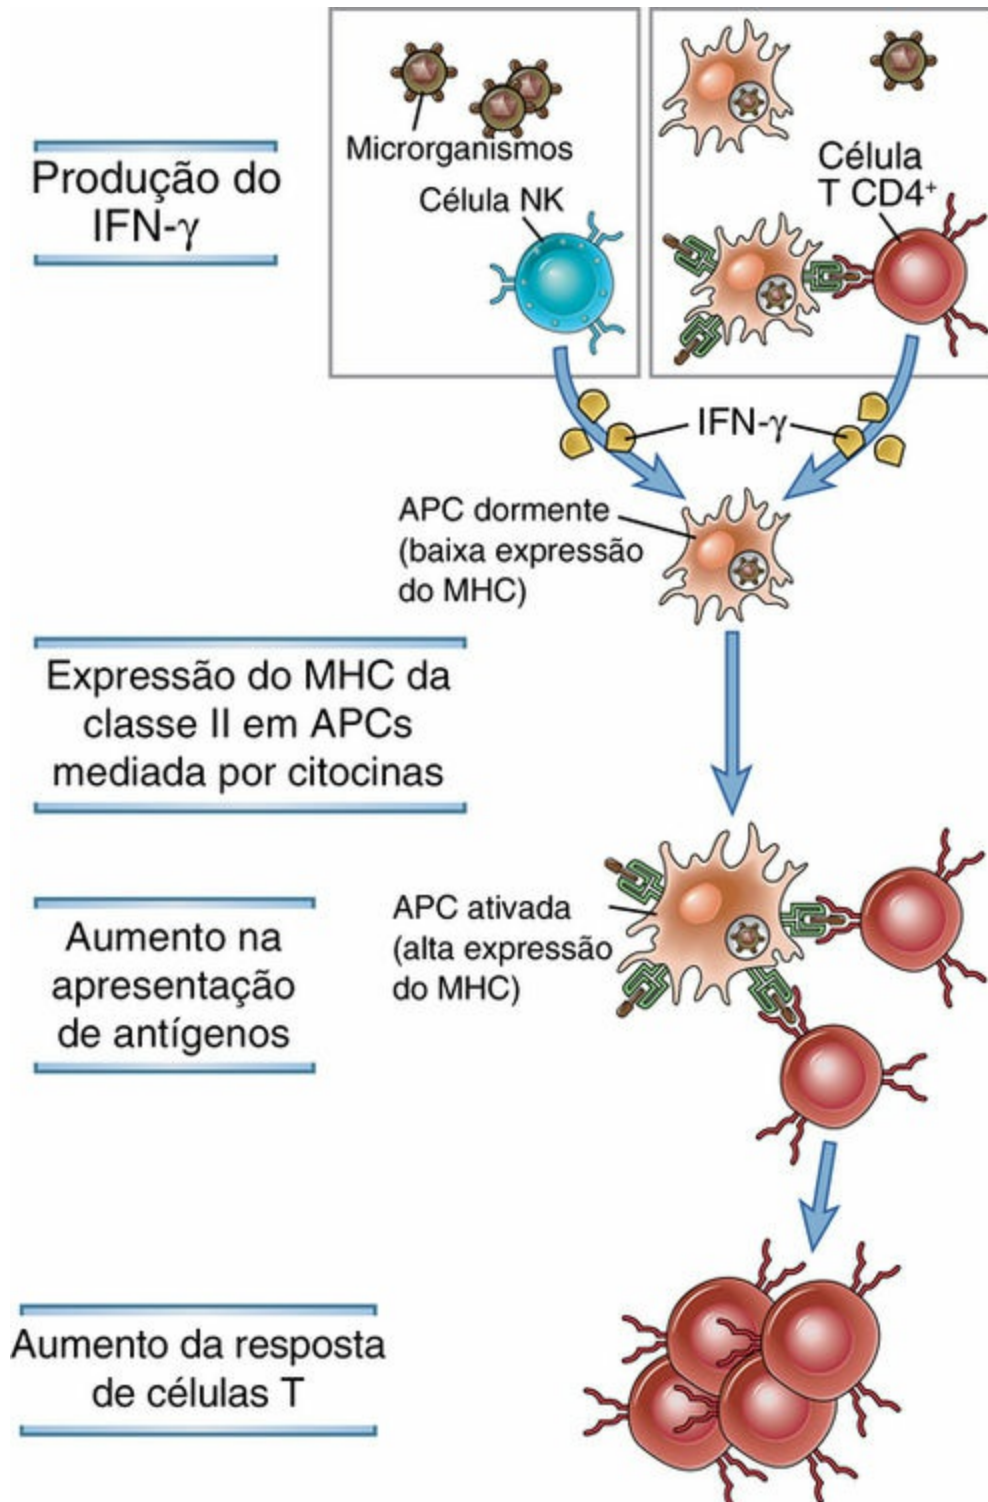 Microrganismos
Célula NK
Célula
T CD4⁺
Produção do
IFN-γ
IFN-γ
APC dormente
(baixa expressão
do MHC)
Expressão do MHC da
classe II em APCs
mediada por citocinas
APC ativada
(alta expressão
do MHC)
Aumento na
apresentação
de antígenos
Aumento da resposta
de células T